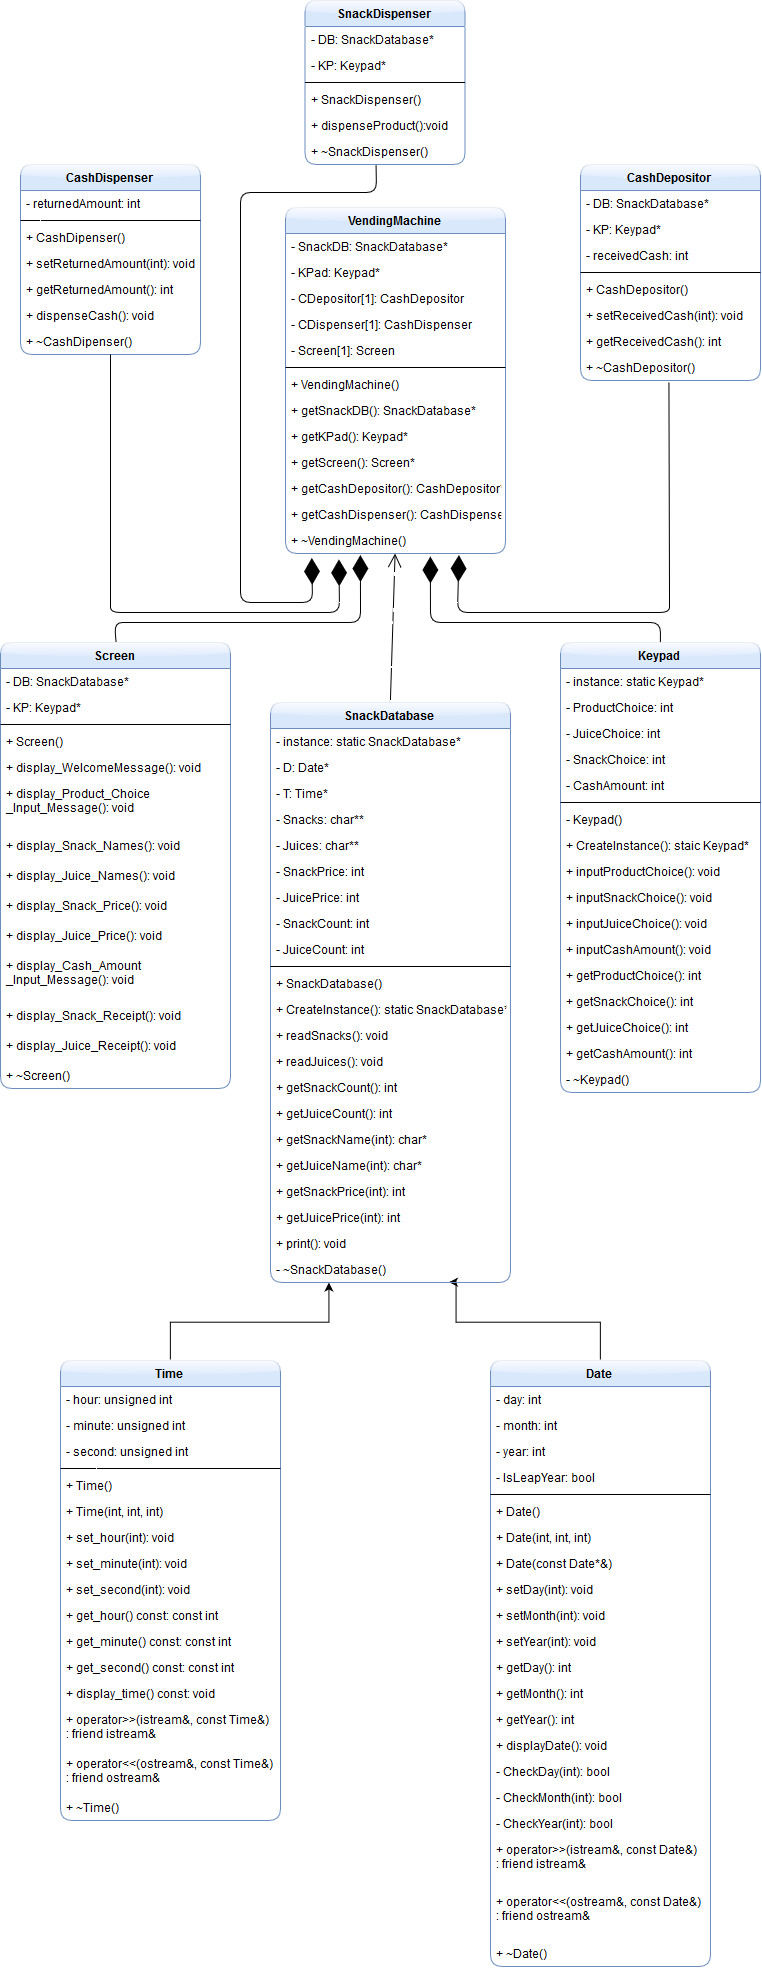 SnackDispenser
- DB: SnackDatabase*
- KP: Keypad*
+ SnackDispenser()
+ dispenseProduct():void
+ ~SnackDispenser()
CashDispenser
- returnedAmount: int
+ CashDipenser()
+ setReturnedAmount(int): void
+ getReturnedAmount(): int
+ dispenseCash(): void
+ ~CashDipenser()
VendingMachine
- SnackDB: SnackDatabase*
- KPad: Keypad*
- CDepositor[1]: CashDepositor
- CDispenser[1]: CashDispenser
- Screen[1]: Screen
+ VendingMachine()
+ getSnackDB(): SnackDatabase*
+ getKPad(): Keypad*
+ getScreen(): Screen*
+ getCashDepositor(): CashDepositor
+ getCashDispenser(): CashDispense
+ ~VendingMachine()
CashDepositor
- DB: SnackDatabase*
- KP: Keypad*
- receivedCash: int
+ CashDepositor()
+ setReceivedCash(int): void
+ getReceivedCash(): int
+ ~CashDepositor()
Screen
- DB: SnackDatabase*
- KP: Keypad*
+ Screen()
+ display_WelcomeMessage(): void
+ display_Product_Choice
_Input_Message(): void
+ display_Snack_Names(): void
+ display_Juice_Names(): void
+ display_Snack_Price(): void
+ display_Juice_Price(): void
+ display_Cash_Amount
_Input_Message(): void
+ display_Snack_Receipt(): void
+ display_Juice_Receipt(): void
+ ~Screen()
SnackDatabase
- instance: static SnackDatabase*
- D: Date*
- T: Time*
- Snacks: char**
- Juices: char**
- SnackPrice: int
- JuicePrice: int
- SnackCount: int
- JuiceCount: int
+ SnackDatabase()
+ CreateInstance(): static SnackDatabase*
+ readSnacks(): void
+ readJuices(): void
+ getSnackCount(): int
+ getJuiceCount(): int
+ getSnackName(int): char*
+ getJuiceName(int): char*
+ getSnackPrice(int): int
+ getJuicePrice(int): int
+ print(): void
- ~SnackDatabase()
Keypad
- instance: static Keypad*
- ProductChoice: int
- JuiceChoice: int
- SnackChoice: int
- CashAmount: int
- Keypad()
+ CreateInstance(): staic Keypad*
+ inputProductChoice(): void
+ inputSnackChoice(): void
+ inputJuiceChoice(): void
+ inputCashAmount(): void
+ getProductChoice(): int
+ getSnackChoice(): int
+ getJuiceChoice(): int
+ getCashAmount(): int
- ~Keypad()
Time
- hour: unsigned int
- minute: unsigned int
- second: unsigned int
+ Time()
+ Time(int, int, int)
+ set_hour(int): void
+ set_minute(int): void
+ set_second(int): void
+ get_hour() const: const int
+ get_minute() const: const int
+ get_second() const: const int
+ display_time() const: void
+ operator>>(istream&, const Time&)
: friend istream&
+ operator<<(ostream&, const Time&)
: friend ostream&
+ ~Time()
Date
- day: int
- month: int
- year: int
- IsLeapYear: bool
+ Date()
+ Date(int, int, int)
+ Date(const Date*&)
+ setDay(int): void
+ setMonth(int): void
+ setYear(int): void
+ getDay(): int
+ getMonth(): int
+ getYear(): int
+ displayDate(): void
- CheckDay(int): bool
- CheckMonth(int): bool
- CheckYear(int): bool
+ operator>>(istream&, const Date&)
: friend istream&
+ operator<<(ostream&, const Date&)
: friend ostream&
+ ~Date()